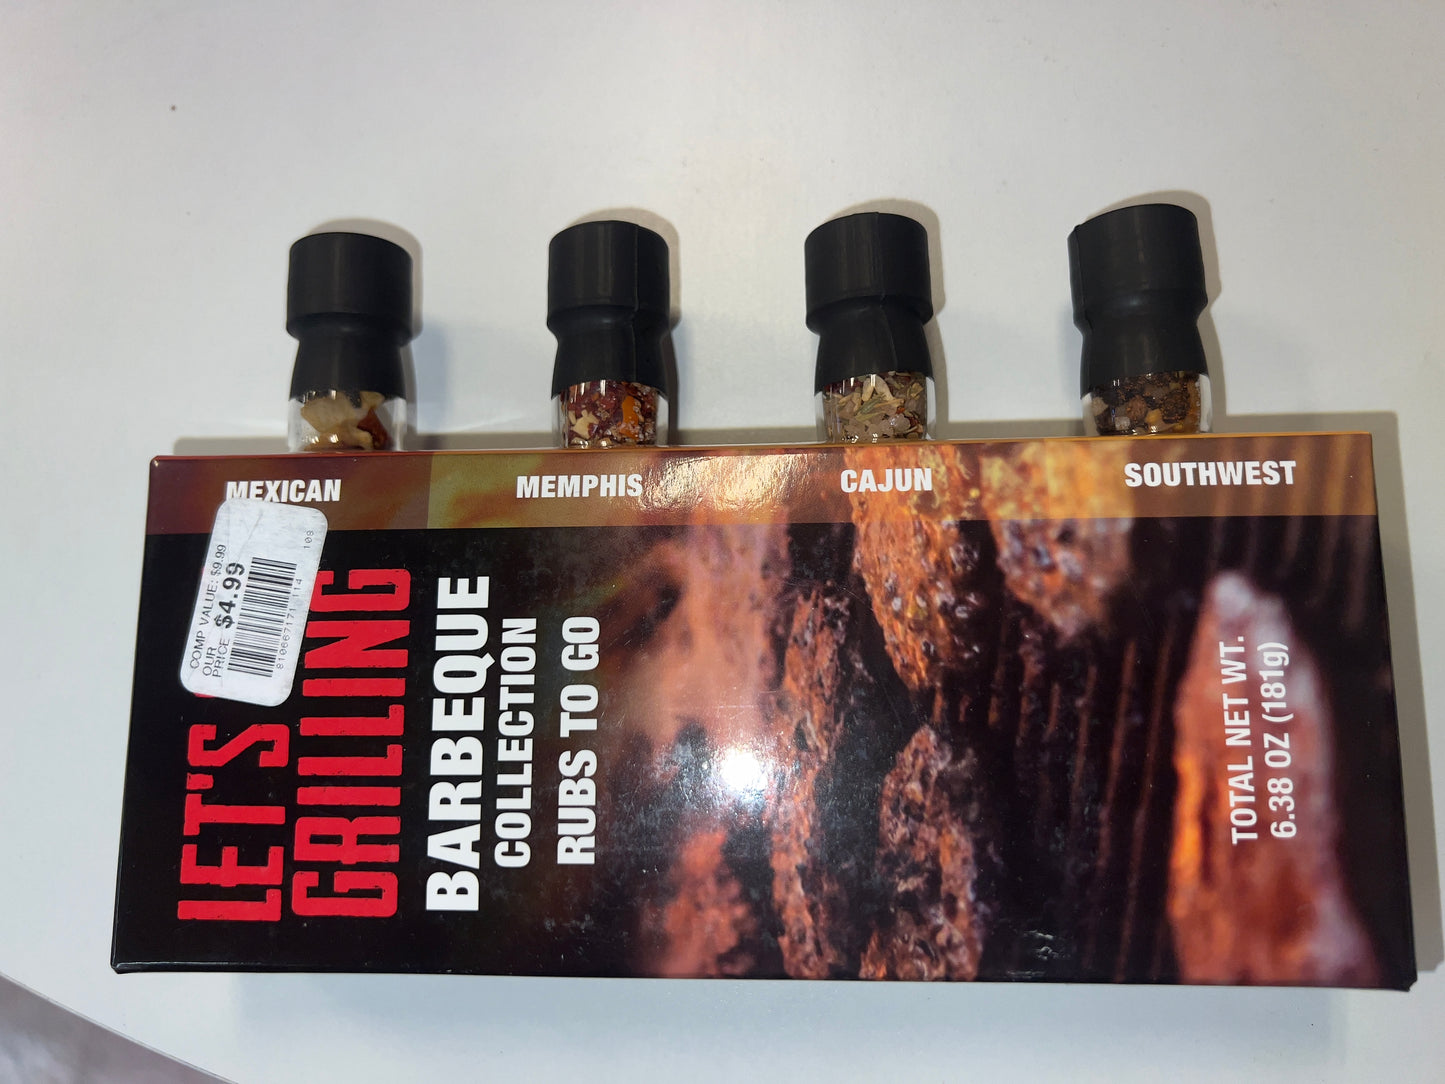 MEXICAN
MEMPHIS
CAJUN
SOUTHWEST
COMP VALUE: $9.99
OUR
PRICE $4.99
109
LET'S
GRILLING
BARBEQUE
COLLECTION
RUBS TO GO
TOTAL NET WT.
6.38 OZ (181g)